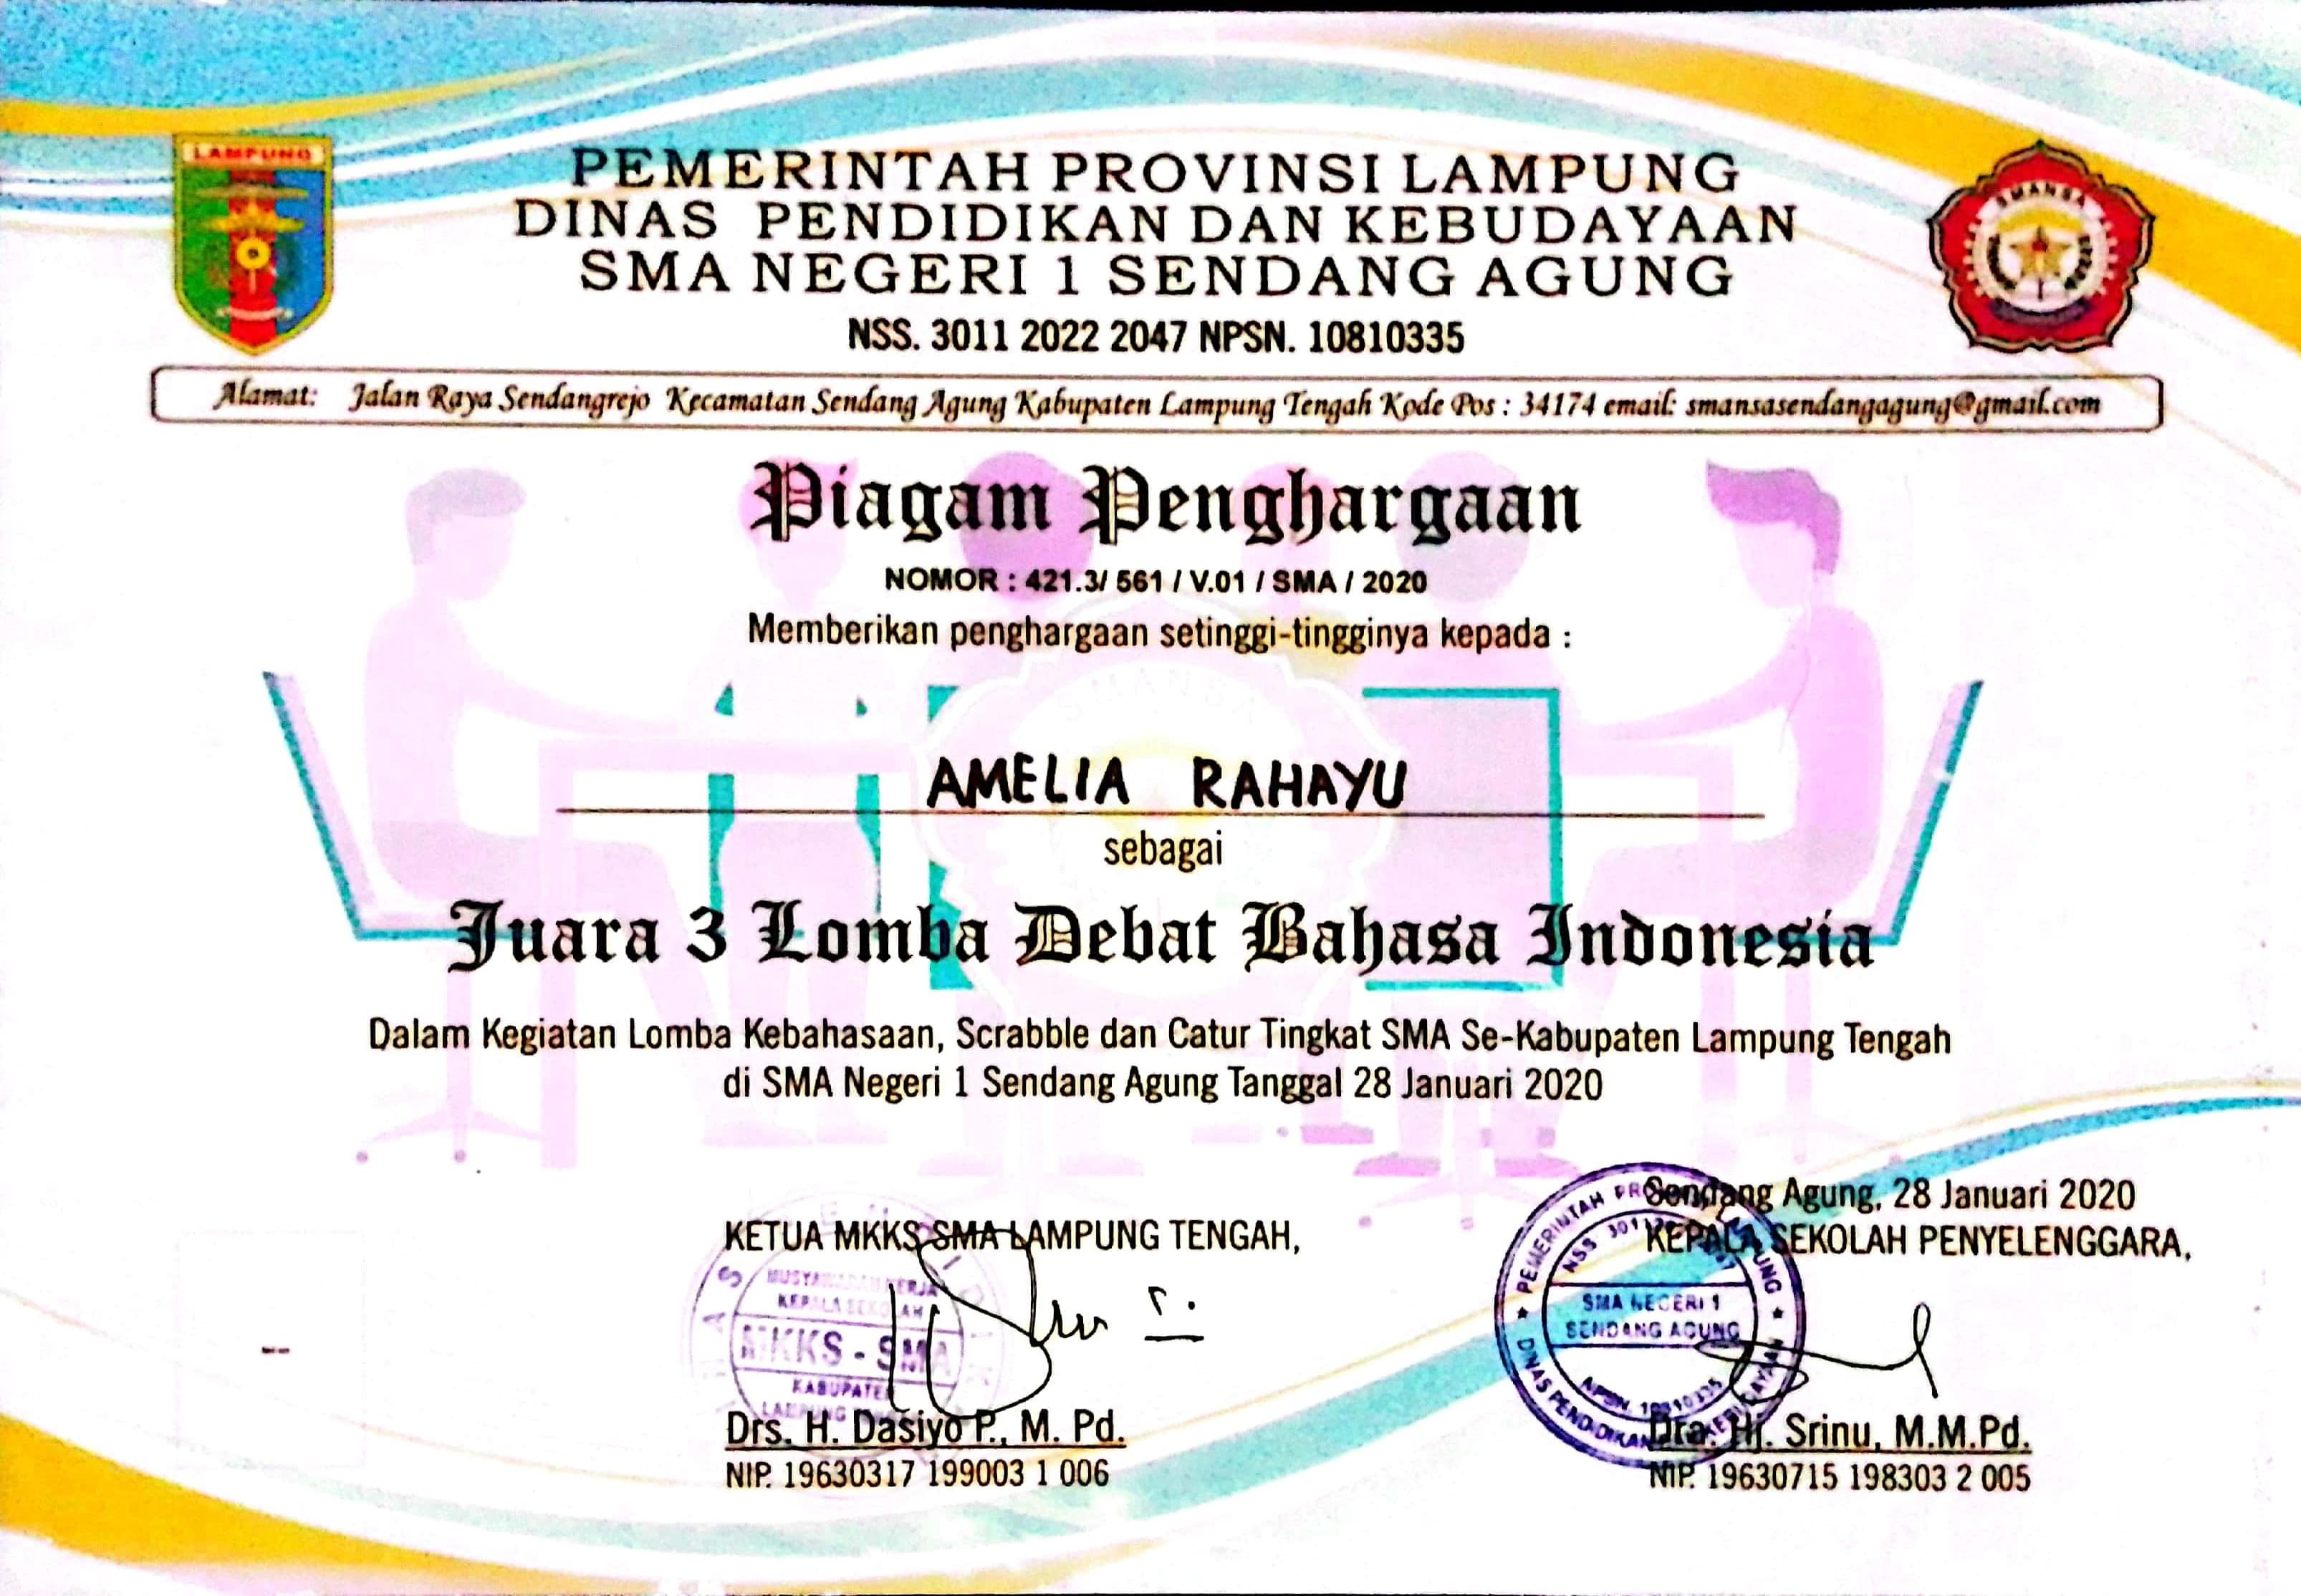 LAMPUNG
PEMERINTAH PROVINSI LAMPUNG
DINAS PENDIDIKAN DAN KEBUDAYAAN
SMA NEGERI 1 SENDANG AGUNG
NSS. 3011 2022 2047 NPSN. 10810335
SMANSA
Alamat: Jalan Raya Sendangrejo Kecamatan Sendang Agung Kabupaten Lampung Tengah Kode Pos : 34174 email: smansasendangagung@gmail.com
Piagam Penghargaan
NOMOR : 421.3/ 561 / V.01 / SMA / 2020
Memberikan penghargaan setinggi-tingginya kepada :
SMANSA
AMELIA RAHAYU
sebagai
Juara 3 Lomba Debat Bahasa Indonesia
Dalam Kegiatan Lomba Kebahasaan, Scrabble dan Catur Tingkat SMA Se-Kabupaten Lampung Tengah
di SMA Negeri 1 Sendang Agung Tanggal 28 Januari 2020
Sendang Agung, 28 Januari 2020
KETUA MKKS SMA LAMPUNG TENGAH,
KEPALA SEKOLAH PENYELENGGARA,
MUSYAWARAH KERJA
KEPALA SEKOLAH
MKKS - SMA
KABUPATEN
LAMPUNG
PEMERINTAH PROVINSI LAMPUNG
NSS 3011
SMA NEGERI 1
SENDANG AGUNG
NPSN. 10810335
DINAS PENDIDIKAN KEBUDAYAAN
Drs. H. Dasiyo P., M. Pd.
NIP. 19630317 199003 1 006
Dra. Hj. Srinu, M.M.Pd.
NIP. 19630715 198303 2 005